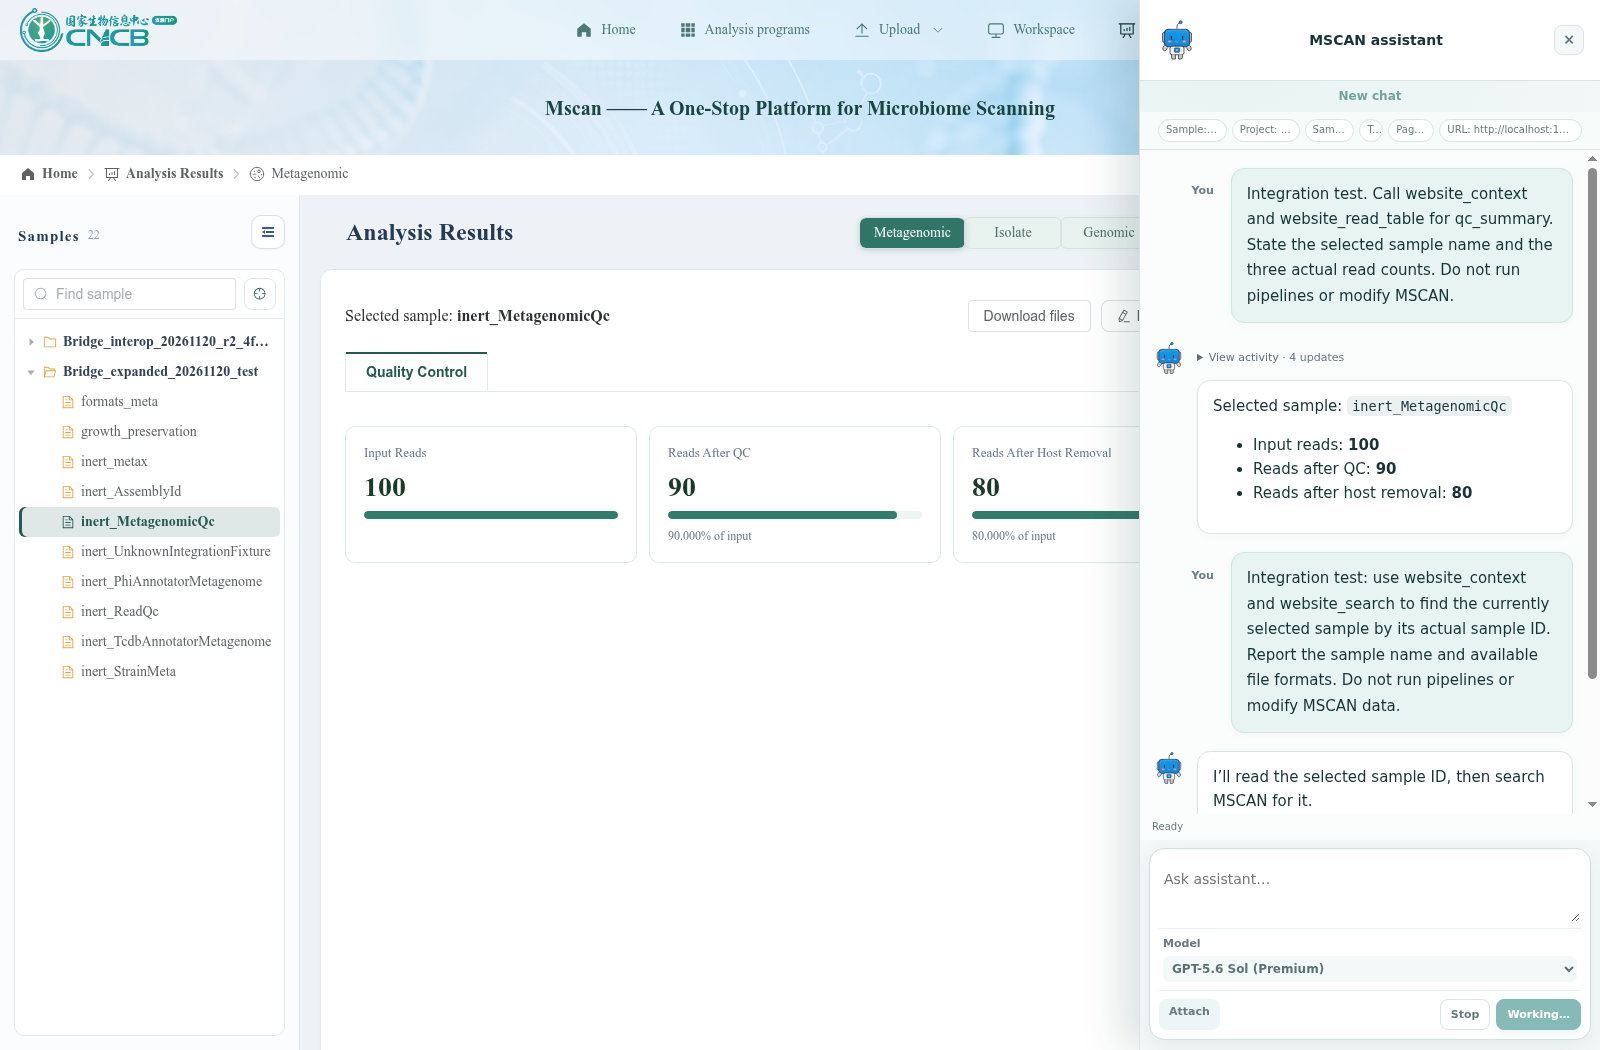 国家生物信息中心
CNCB
Home
Analysis programs
Upload
Workspace
Mscan —— A One-Stop Platform for Microbiome Scanning
Home
Analysis Results
Metagenomic
Samples 22
Find sample
Bridge_interop_20261120_r2_4f...
Bridge_expanded_20261120_test
formats_meta
growth_preservation
inert_metax
inert_AssemblyId
inert_MetagenomicQc
inert_UnknownIntegrationFixture
inert_PhiAnnotatorMetagenome
inert_ReadQc
inert_TcdbAnnotatorMetagenome
inert_StrainMeta
Analysis Results
Metagenomic
Isolate
Genomic
Selected sample: inert_MetagenomicQc
Download files
Quality Control
Input Reads
100
Reads After QC
90
90.000% of input
Reads After Host Removal
80
80.000% of input
MSCAN assistant
×
New chat
Sample:...
Project: ...
Sam...
T...
Pag...
URL: http://localhost:1...
You
Integration test. Call website_context
and website_read_table for qc_summary.
State the selected sample name and the
three actual read counts. Do not run
pipelines or modify MSCAN.
View activity · 4 updates
Selected sample: inert_MetagenomicQc
• Input reads: 100
• Reads after QC: 90
• Reads after host removal: 80
You
Integration test: use website_context
and website_search to find the currently
selected sample by its actual sample ID.
Report the sample name and available
file formats. Do not run pipelines or
modify MSCAN data.
I’ll read the selected sample ID, then search
MSCAN for it.
Ready
Ask assistant...
Model
GPT-5.6 Sol (Premium)
Attach
Stop
Working...